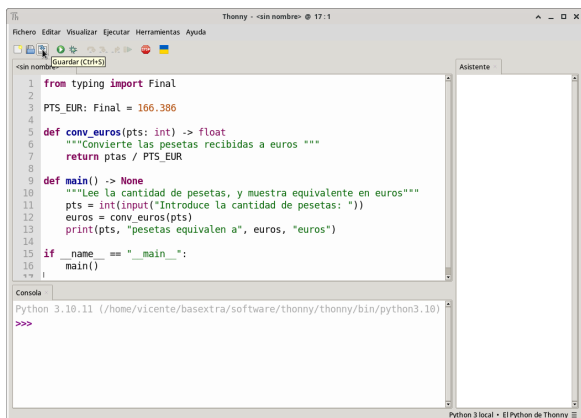 Thonny - <sin nombre> @ 17:1
Fichero Editar Visualizar Ejecutar Herramientas Ayuda
Guardar (Ctrl+S)
<sin nombre>
Asistente
1 from typing import Final
2
3 PTS_EUR: Final = 166.386
4
5 def conv_euros(pts: int) -> float
6 """Convierte las pesetas recibidas a euros """
7 return ptas / PTS_EUR
8
9 def main() -> None
10 """Lee la cantidad de pesetas, y muestra equivalente en euros"""
11 pts = int(input("Introduce la cantidad de pesetas: "))
12 euros = conv_euros(pts)
13 print(pts, "pesetas equivalen a", euros, "euros")
14
15 if __name__ == "__main__":
16 main()
17
Consola
Python 3.10.11 (/home/vicente/basextra/software/thonny/thonny/bin/python3.10)
>>>
Python 3 local • El Python de Thonny